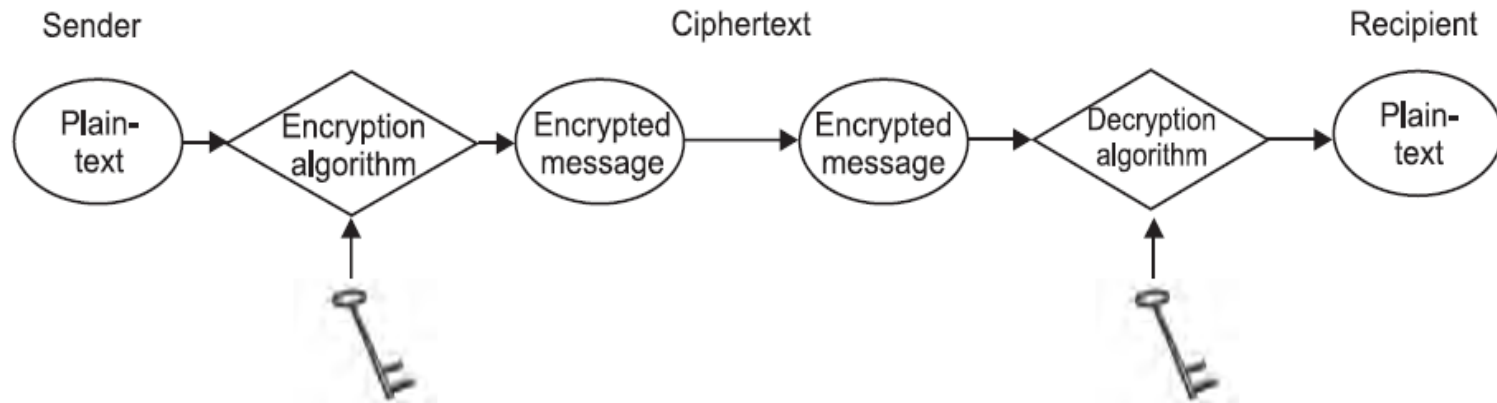 Sender
Ciphertext
Recipient
Plain-
text
Encryption
algorithm
Encrypted
message
Encrypted
message
Decryption
algorithm
Plain-
text